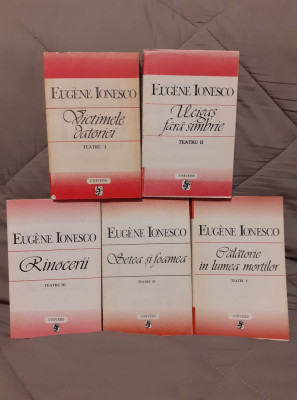 EUGÈNE IONESCO
Victimele
datoriei
TEATRU I
UNIVERS
EUGÈNE IONESCO
Ucigaș
fără simbrie
TEATRU II
UNIVERS
EUGÈNE IONESCO
Rinocerii
TEATRU III
UNIVERS
EUGÈNE IONESCO
Setea și foamea
TEATRU IV
UNIVERS
EUGÈNE IONESCO
Călătorie
în lumea morților
TEATRU V
UNIVERS